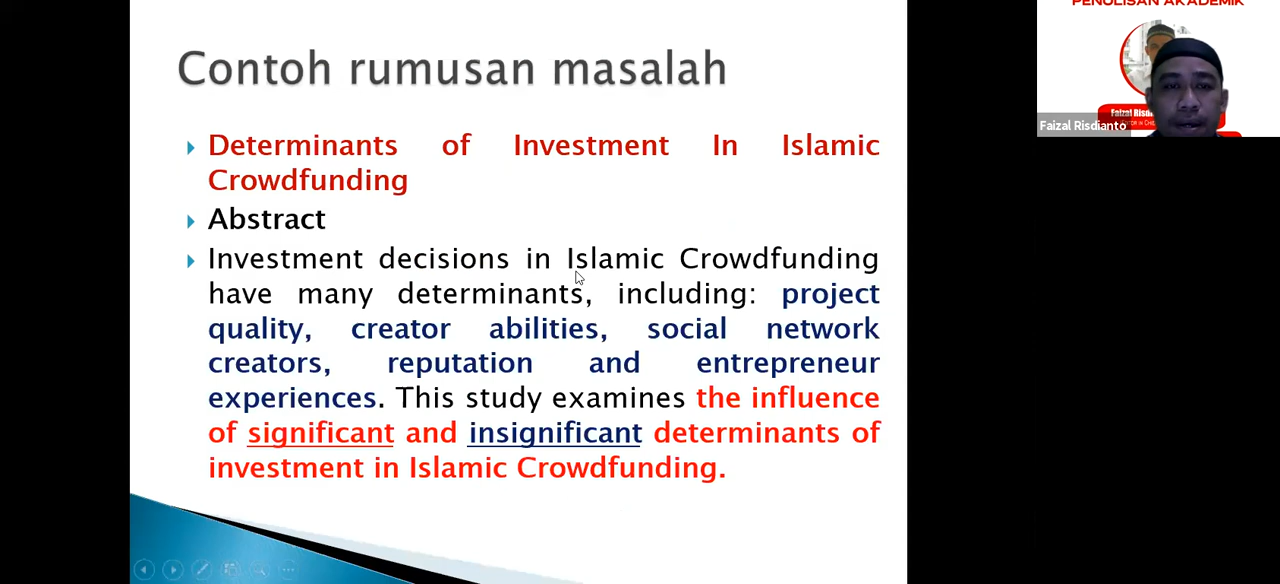 Contoh rumusan masalah
Determinants of Investment In Islamic
Crowdfunding
Abstract
Investment decisions in Islamic Crowdfunding
have many determinants, including: project
quality, creator abilities, social network
creators, reputation and entrepreneur
experiences. This study examines the influence
of significant and insignificant determinants of
investment in Islamic Crowdfunding.
PENULISAN AKADEMIK
Faizal Risd
Faizal Risdianto